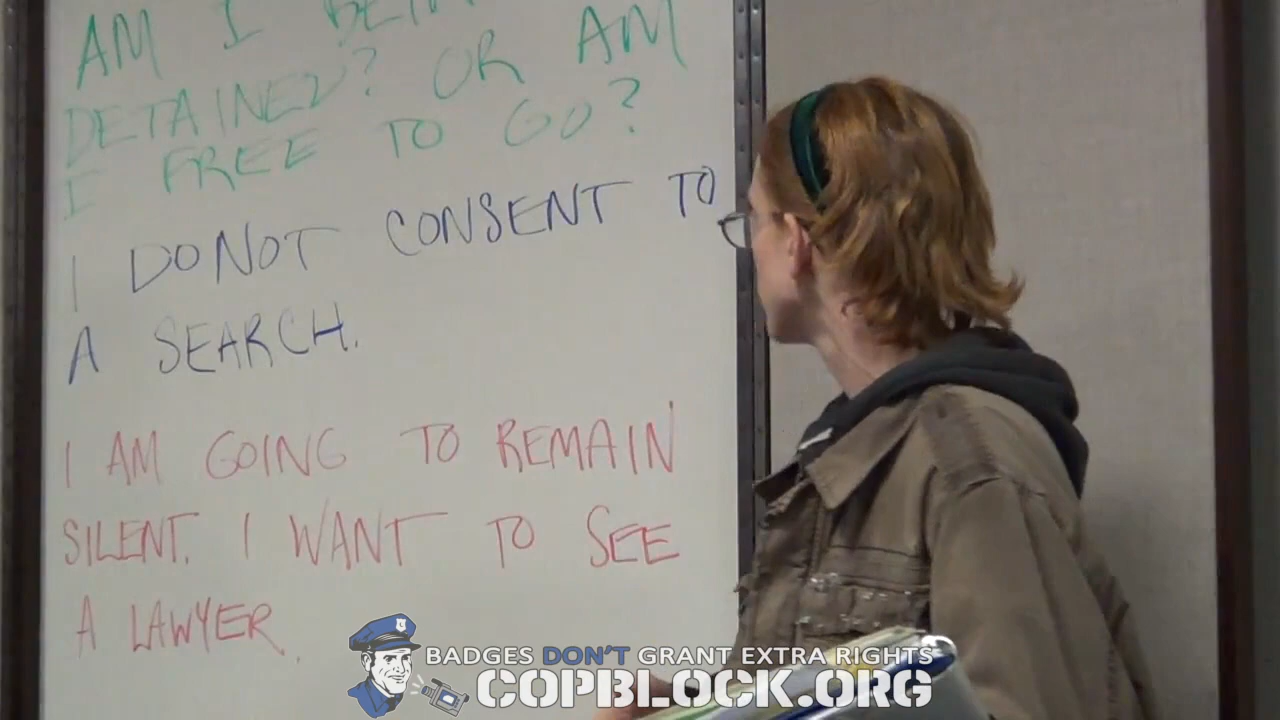 AM I BEING
DETAINED? OR AM
I FREE TO GO?
I DO NOT CONSENT TO
A SEARCH.
I AM GOING TO REMAIN
SILENT. I WANT TO SEE
A LAWYER.
BADGES DON'T GRANT EXTRA RIGHTS
COPBLOCK.ORG